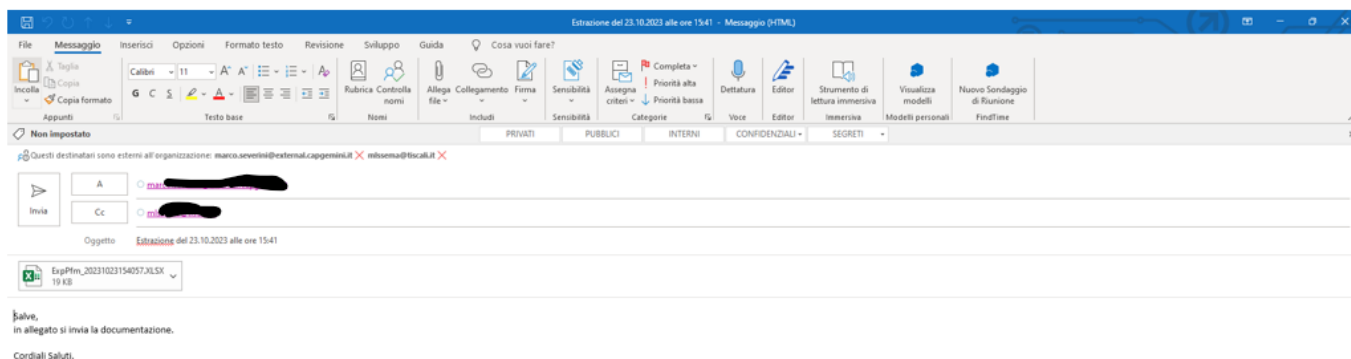 Estrazione del 23.10.2023 alle ore 15:41 - Messaggio (HTML)
File Messaggio Inserisci Opzioni Formato testo Revisione Sviluppo Guida Cosa vuoi fare?
Incolla
Taglia
Copia
Copia formato
Appunti
Calibri 11
G C S
Testo base
Rubrica Controlla nomi
Nomi
Allega file Collegamento Firma
Includi
Sensibilità
Sensibilità
Assegna criteri
Completa
Priorità alta
Priorità bassa
Categorie
Dettatura
Voce
Editor
Editor
Strumento di lettura immersiva
Immersiva
Visualizza modelli
Modelli personali
Nuovo Sondaggio di Riunione
FindTime
Non impostato PRIVATI PUBBLICI INTERNI CONFIDENZIALI SEGRETI
Questi destinatari sono esterni all'organizzazione: marco.severini@external.capgemini.it mlssema@tiscali.it
Invia
A
Cc
Oggetto Estrazione del 23.10.2023 alle ore 15:41
ExpPfm_20231023154057.XLSX
19 KB
Salve,
in allegato si invia la documentazione.
Cordiali Saluti.